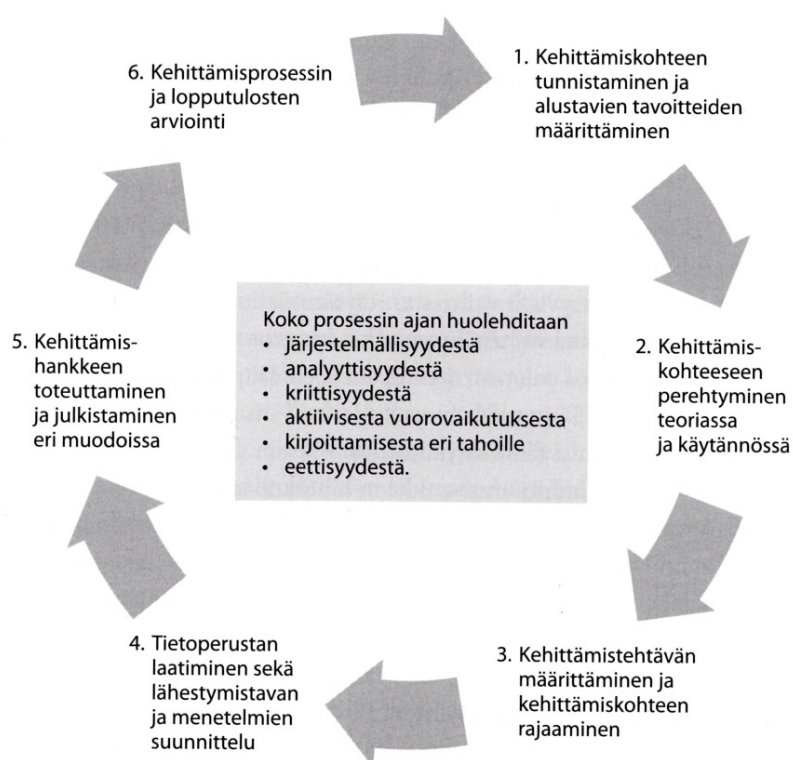 1. Kehittämiskohteen
tunnistaminen ja
alustavien tavoitteiden
määrittäminen
2. Kehittämis-
kohteeseen
perehtyminen
teoriassa
ja käytännössä
3. Kehittämistehtävän
määrittäminen ja
kehittämiskohteen
rajaaminen
4. Tietoperustan
laatiminen sekä
lähestymistavan
ja menetelmien
suunnittelu
5. Kehittämis-
hankkeen
toteuttaminen
ja julkistaminen
eri muodoissa
6. Kehittämisprosessin
ja lopputulosten
arviointi
Koko prosessin ajan huolehditaan
• järjestelmällisyydestä
• analyyttisyydestä
• kriittisyydestä
• aktiivisesta vuorovaikutuksesta
• kirjoittamisesta eri tahoille
• eettisyydestä.